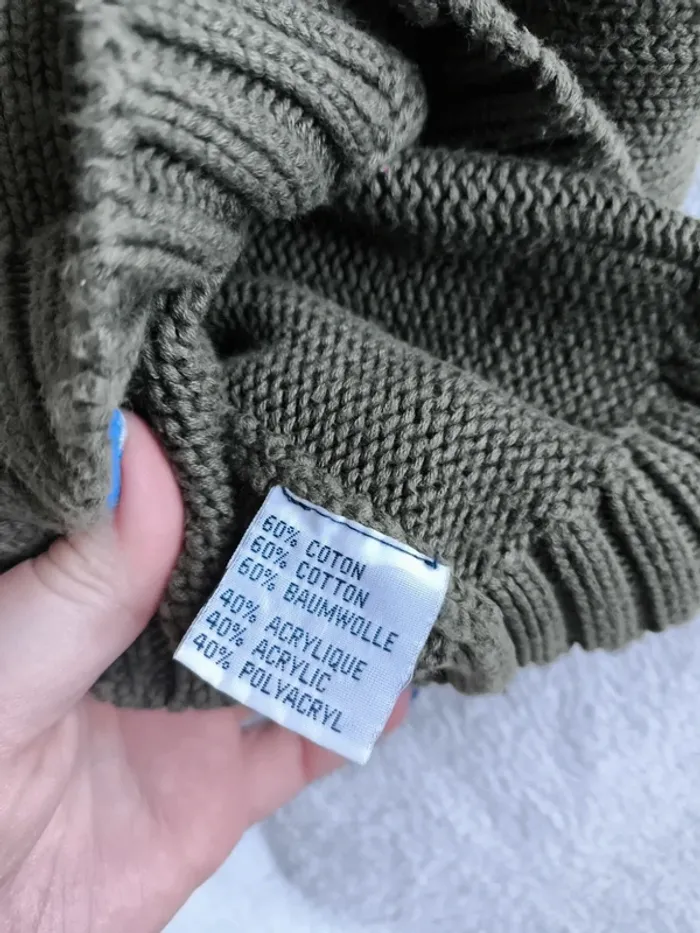 60% COTON
60% COTTON
60% BAUMWOLLE
40% ACRYLIQUE
40% ACRYLIC
40% POLYACRYL